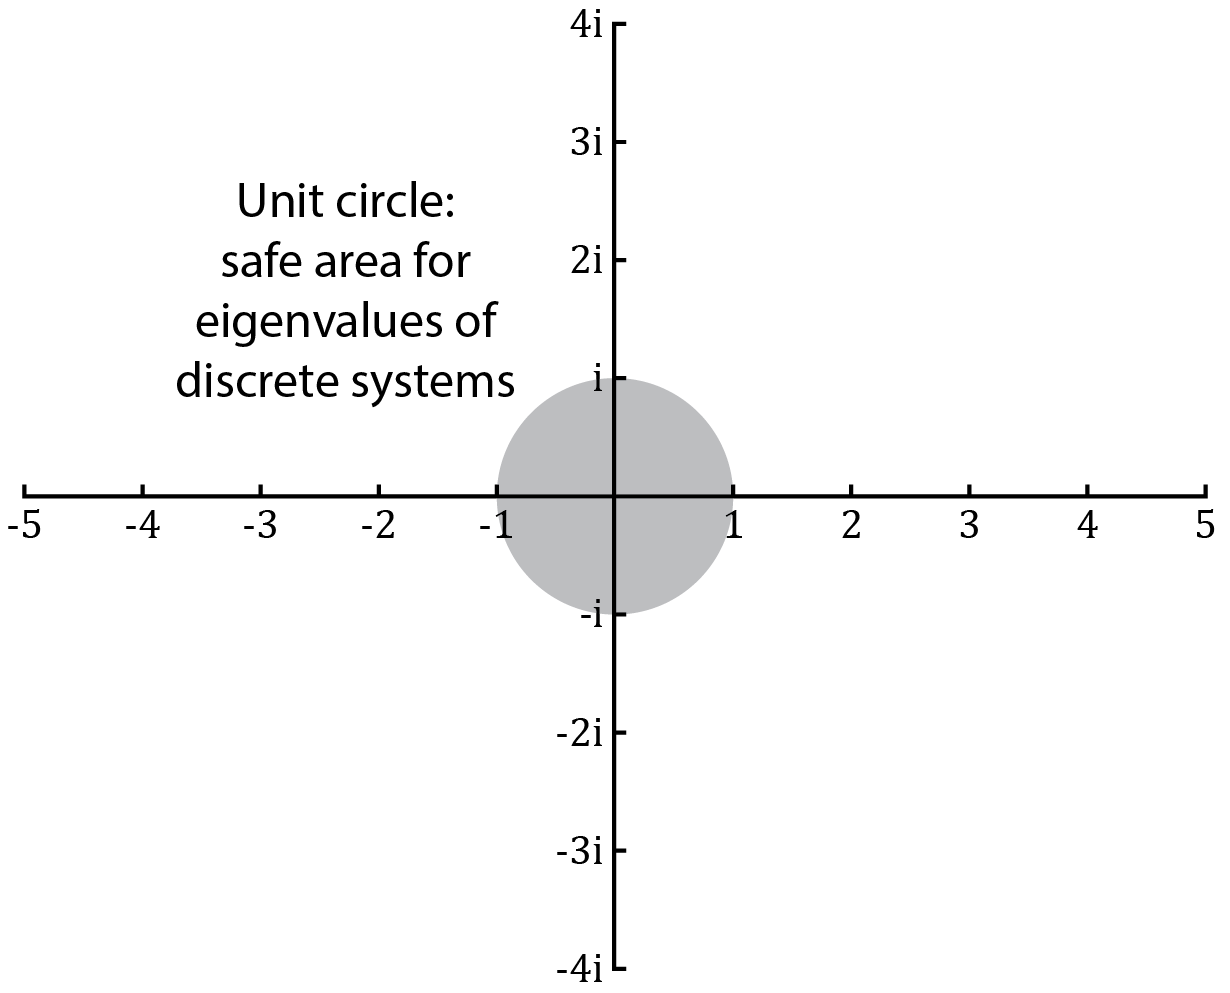 4i
3i
Unit circle:
safe area for
2i
eigenvalues of
discrete systems
i
-5 -4 -3 -2 -1 1 2 3 4 5
-i
-2i
-3i
-4i